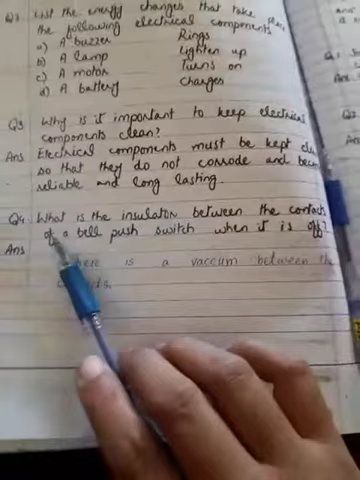 Q3 List the energy changes that take place
the following electrical components
a) A buzzer Rings
b) A lamp Lighten up
c) A motor Turns on
d) A battery Charges
Q3 Why is it important to keep electrical
components clean?
Ans Electrical components must be kept
so that they do not corrode and
reliable and long lasting.
Q4 What is the insulator between the contacts
of a bell push switch when it is off?
Ans here is a vaccum between the